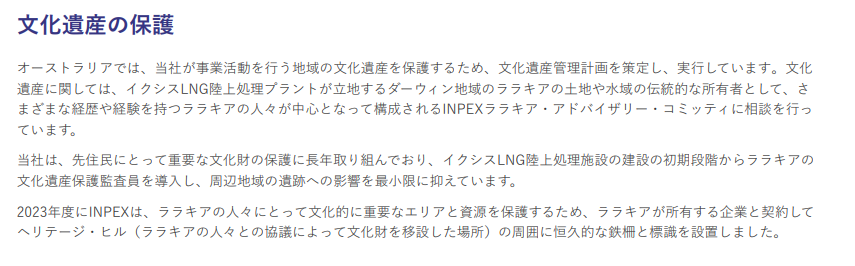 文化遺産の保護
オーストラリアでは、当社が事業活動を行う地域の文化遺産を保護するため、文化遺産管理計画を策定し、実行しています。文化
遺産に関しては、イクシスLNG陸上処理プラントが立地するダーウィン地域のララキアの土地や水域の伝統的な所有者として、さ
まざまな経歴や経験を持つララキアの人々が中心となって構成されるINPEXララキア・アドバイザリー・コミッティに相談を行っ
ています。
当社は、先住民にとって重要な文化財の保護に長年取り組んでおり、イクシスLNG陸上処理施設の建設の初期段階からララキアの
文化遺産保護監査員を導入し、周辺地域の遺跡への影響を最小限に抑えています。
2023年度にINPEXは、ララキアの人々にとって文化的に重要なエリアと資源を保護するため、ララキアが所有する企業と契約して
ヘリテージ・ヒル（ララキアの人々との協議によって文化財を移設した場所）の周囲に恒久的な鉄柵と標識を設置しました。